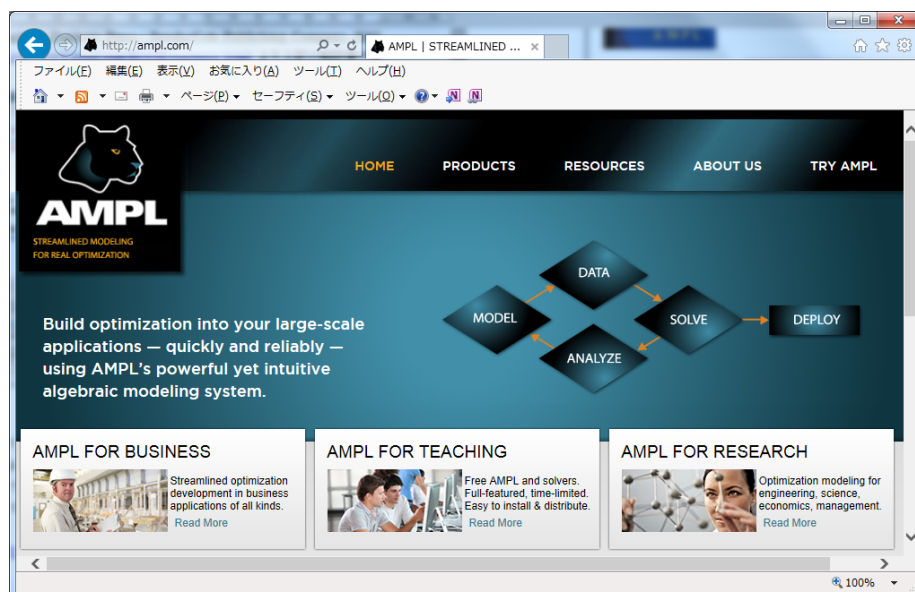 http://ampl.com/
AMPL | STREAMLINED ...
ファイル(F) 編集(E) 表示(V) お気に入り(A) ツール(T) ヘルプ(H)
ページ(P) セーフティ(S) ツール(O)
HOME PRODUCTS RESOURCES ABOUT US TRY AMPL
AMPL
STREAMLINED MODELING
FOR REAL OPTIMIZATION
Build optimization into your large-scale
applications — quickly and reliably —
using AMPL's powerful yet intuitive
algebraic modeling system.
DATA
MODEL
SOLVE
DEPLOY
ANALYZE
AMPL FOR BUSINESS
Streamlined optimization
development in business
applications of all kinds.
Read More
AMPL FOR TEACHING
Free AMPL and solvers.
Full-featured, time-limited.
Easy to install & distribute.
Read More
AMPL FOR RESEARCH
Optimization modeling for
engineering, science,
economics, management.
Read More
100%